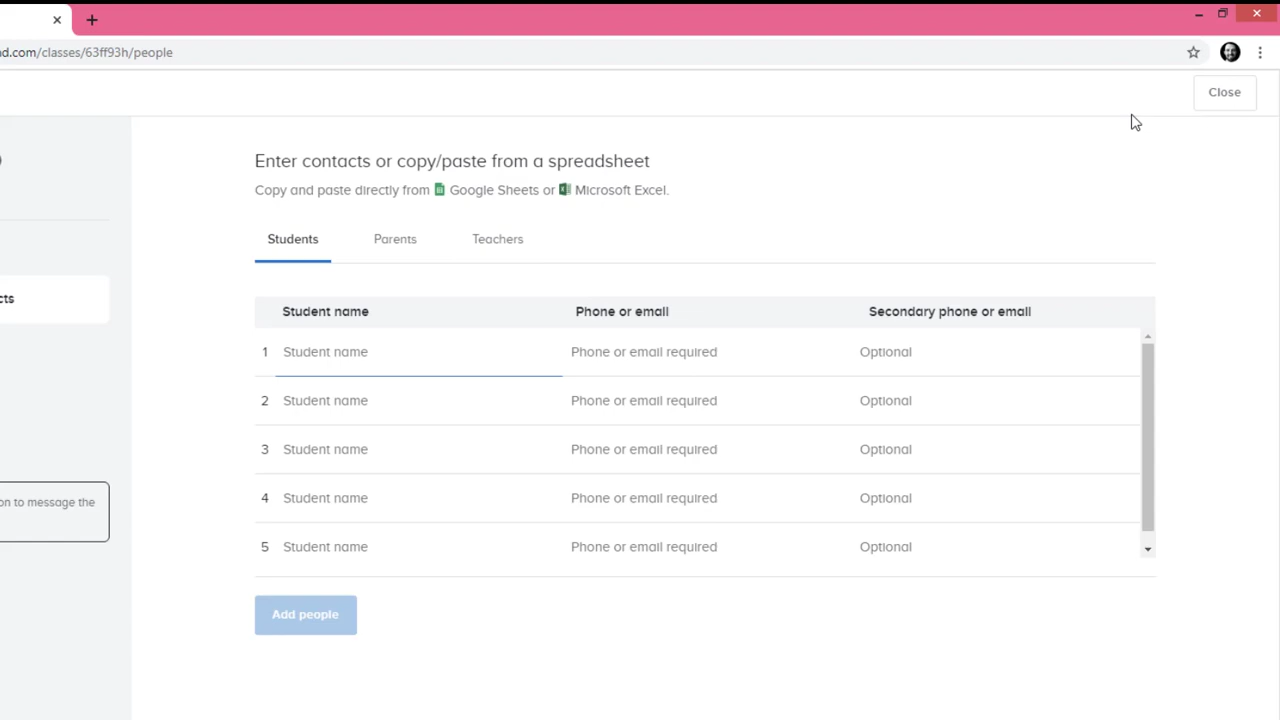 nd.com/classes/63ff93h/people
Close
Enter contacts or copy/paste from a spreadsheet
Copy and paste directly from Google Sheets or Microsoft Excel.
Students Parents Teachers
cts
Student name Phone or email Secondary phone or email
1 Student name Phone or email required Optional
2 Student name Phone or email required Optional
3 Student name Phone or email required Optional
4 Student name Phone or email required Optional
on to message the
5 Student name Phone or email required Optional
Add people